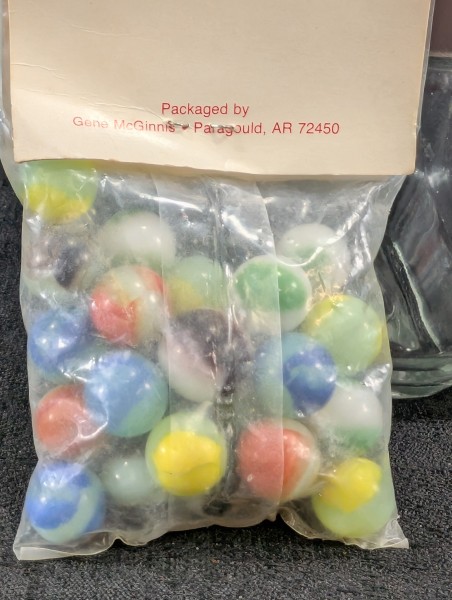 Packaged by
Gene McGinnis • Paragould, AR 72450